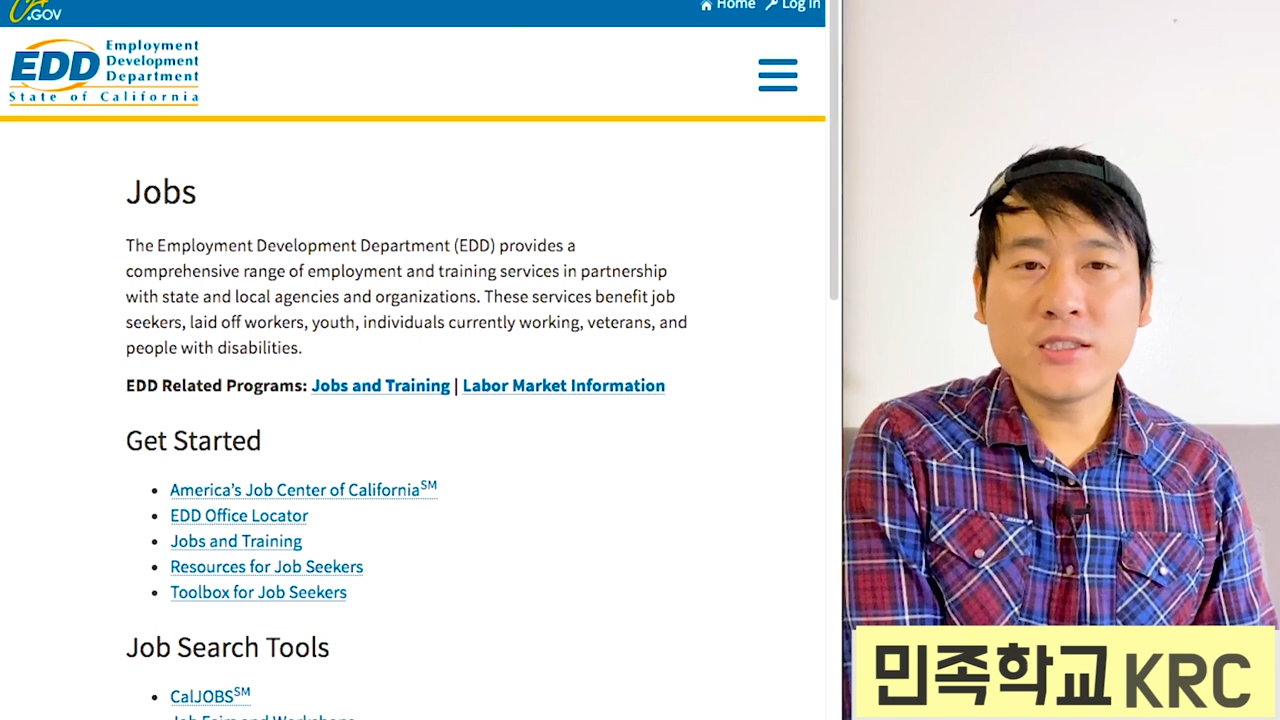 CA.GOV
Home Log In
EDD
Employment
Development
Department
State of California
Jobs
The Employment Development Department (EDD) provides a
comprehensive range of employment and training services in partnership
with state and local agencies and organizations. These services benefit job
seekers, laid off workers, youth, individuals currently working, veterans, and
people with disabilities.
EDD Related Programs: Jobs and Training | Labor Market Information
Get Started
America's Job Center of CaliforniaSM
EDD Office Locator
Jobs and Training
Resources for Job Seekers
Toolbox for Job Seekers
Job Search Tools
CalJOBSSM
Job Fairs and Workshops
민족학교 KRC